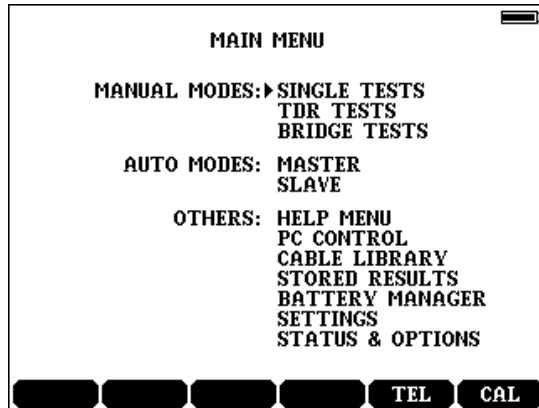 MAIN MENU
MANUAL MODES: SINGLE TESTS
TDR TESTS
BRIDGE TESTS
AUTO MODES: MASTER
SLAVE
OTHERS: HELP MENU
PC CONTROL
CABLE LIBRARY
STORED RESULTS
BATTERY MANAGER
SETTINGS
STATUS & OPTIONS
TEL CAL